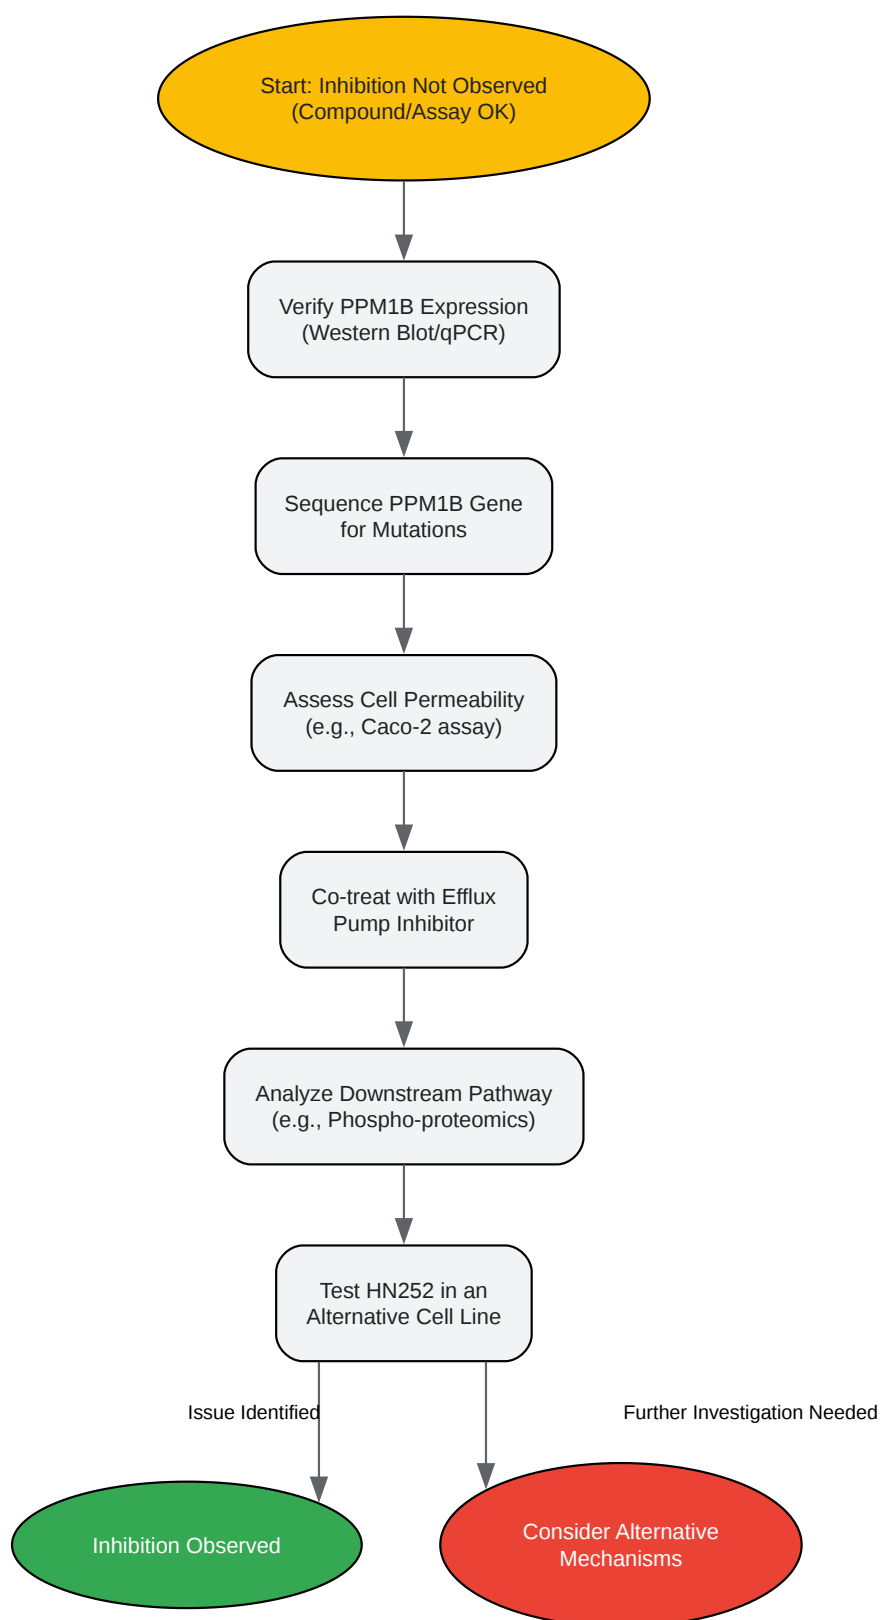 Start: Inhibition Not Observed
(Compound/Assay OK)
Verify PPM1B Expression
(Western Blot/qPCR)
Sequence PPM1B Gene
for Mutations
Assess Cell Permeability
(e.g., Caco-2 assay)
Co-treat with Efflux
Pump Inhibitor
Analyze Downstream Pathway
(e.g., Phospho-proteomics)
Test HN252 in an
Alternative Cell Line
Issue Identified
Further Investigation Needed
Inhibition Observed
Consider Alternative
Mechanisms